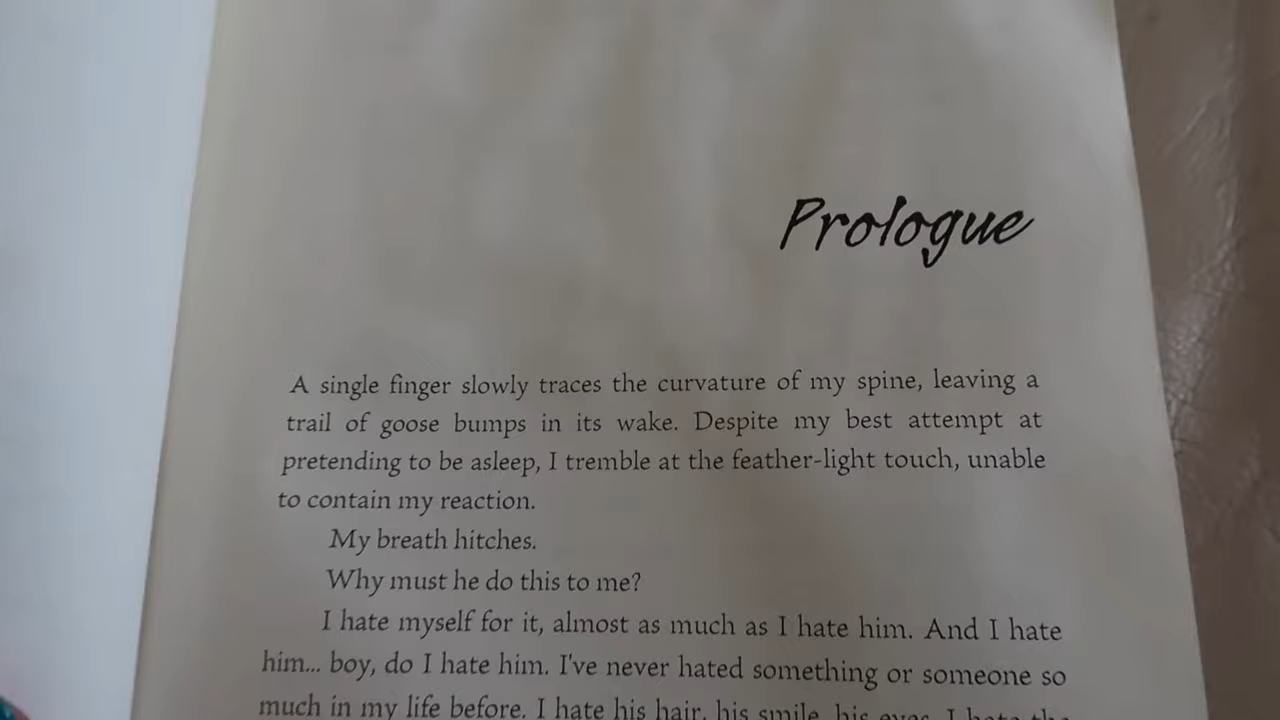 Prologue
A single finger slowly traces the curvature of my spine, leaving a
trail of goose bumps in its wake. Despite my best attempt at
pretending to be asleep, I tremble at the feather-light touch, unable
to contain my reaction.
My breath hitches.
Why must he do this to me?
I hate myself for it, almost as much as I hate him. And I hate
him... boy, do I hate him. I've never hated something or someone so
much in my life before. I hate his hair, his smile, his eyes. I hate the